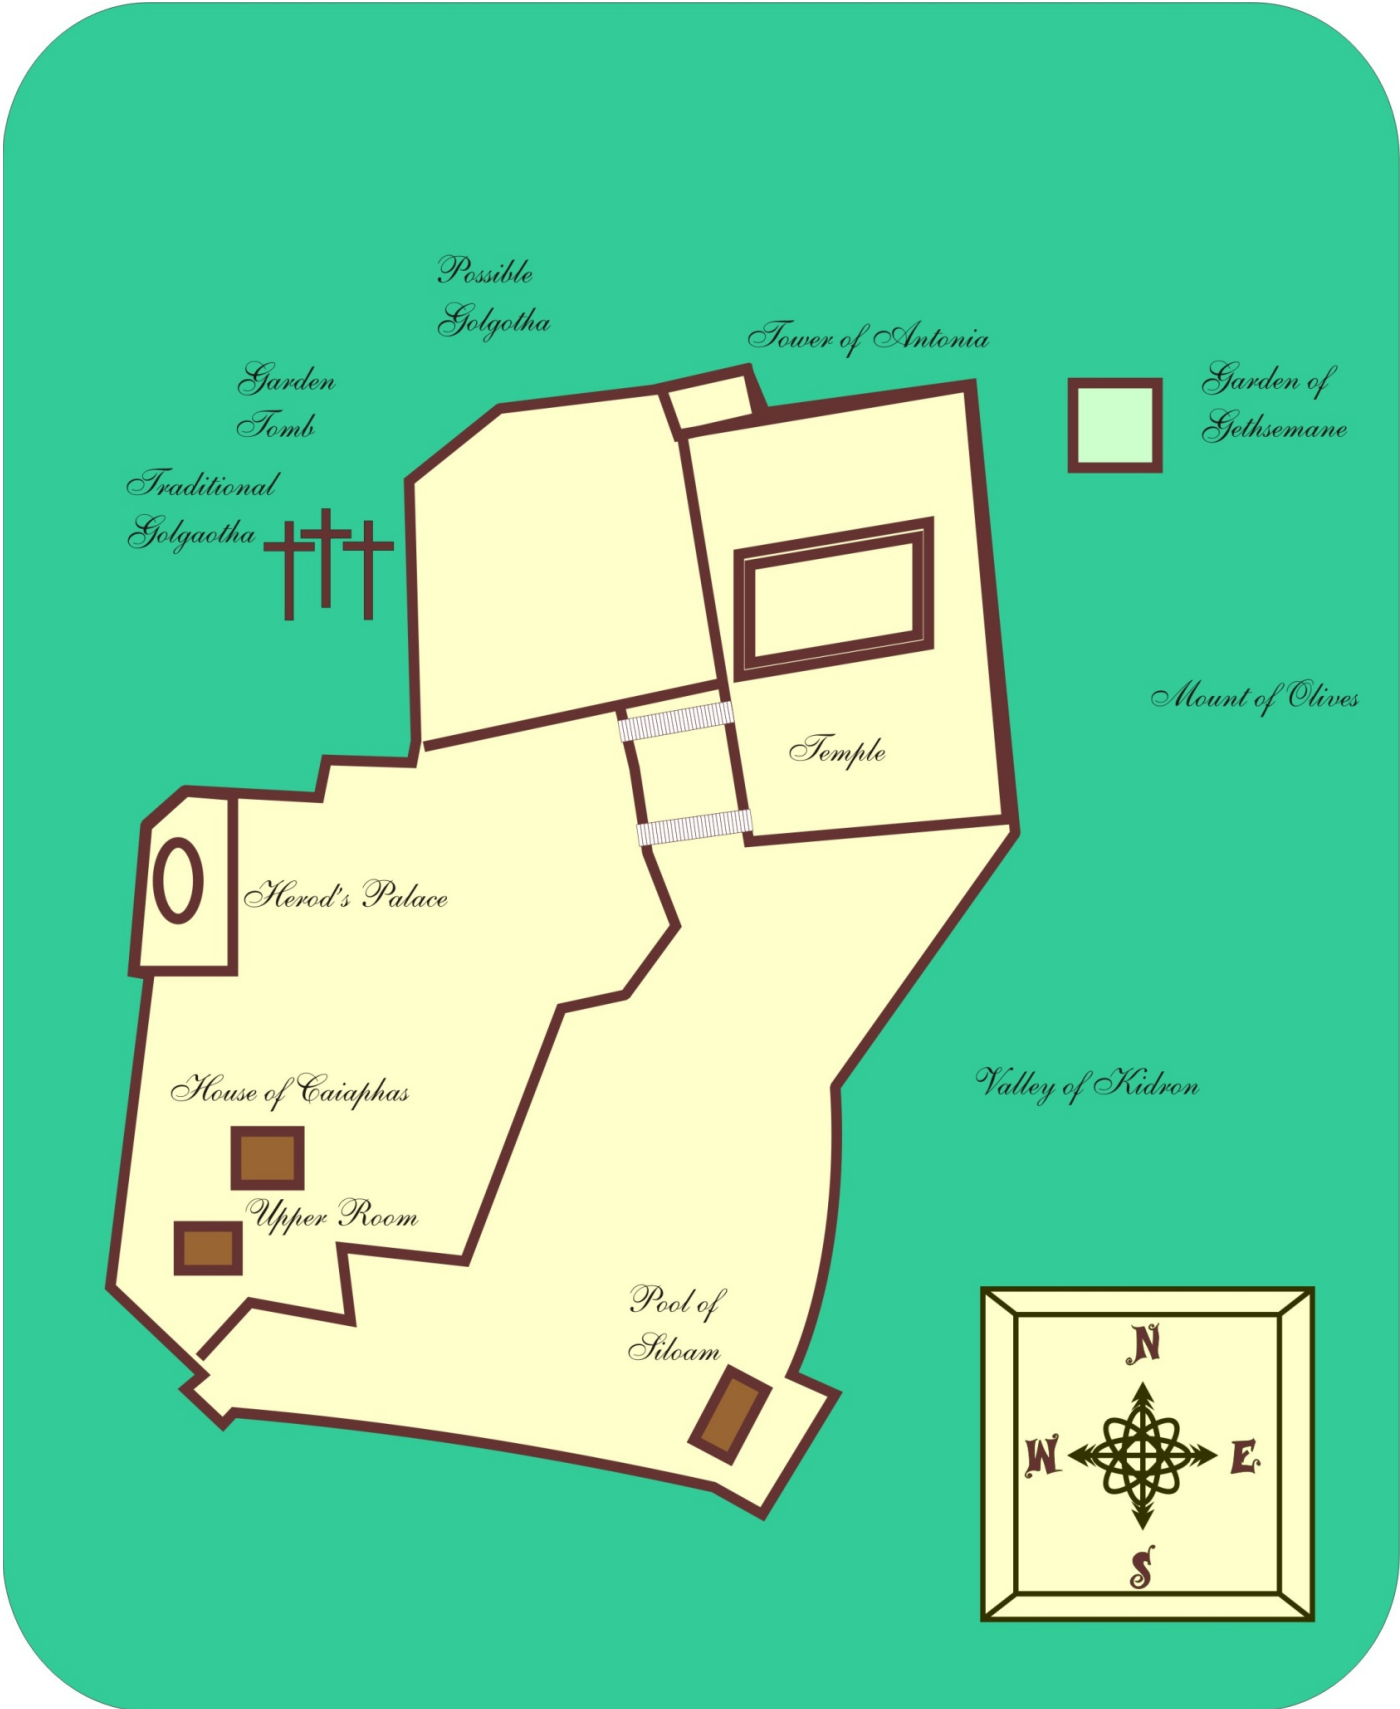 Possible
Golgotha
Tower of Antonia
Garden
Tomb
Garden of
Gethsemane
Traditional
Golgaotha
Mount of Olives
Temple
Herod's Palace
House of Caiaphas
Valley of Kidron
Upper Room
Pool of
Siloam
N
W E
S